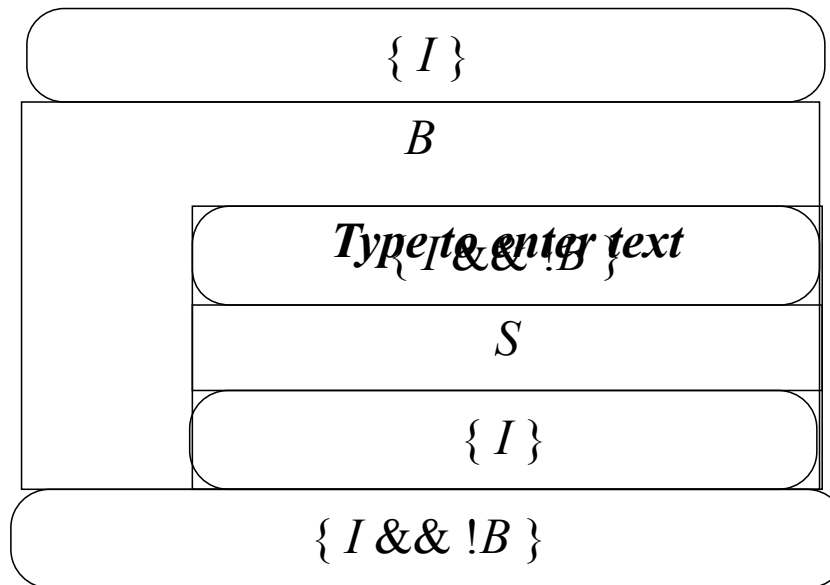 { I }
B
Type to enter text
{ I && !B }
S
{ I }
{ I && !B }